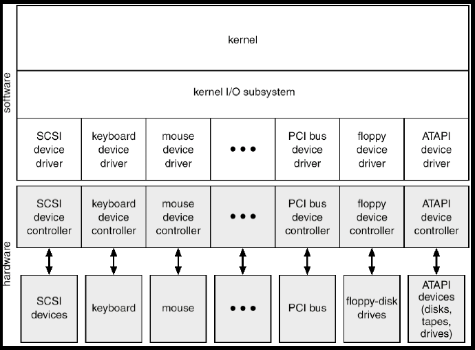 kernel
software
kernel I/O subsystem
SCSI
device
driver
keyboard
device
driver
mouse
device
driver
•••
PCI bus
device
driver
floppy
device
driver
ATAPI
device
driver
hardware
SCSI
device
controller
keyboard
device
controller
mouse
device
controller
•••
PCI bus
device
controller
floppy
device
controller
ATAPI
device
controller
SCSI
devices
keyboard
mouse
•••
PCI bus
floppy-disk
drives
ATAPI
devices
(disks,
tapes,
drives)